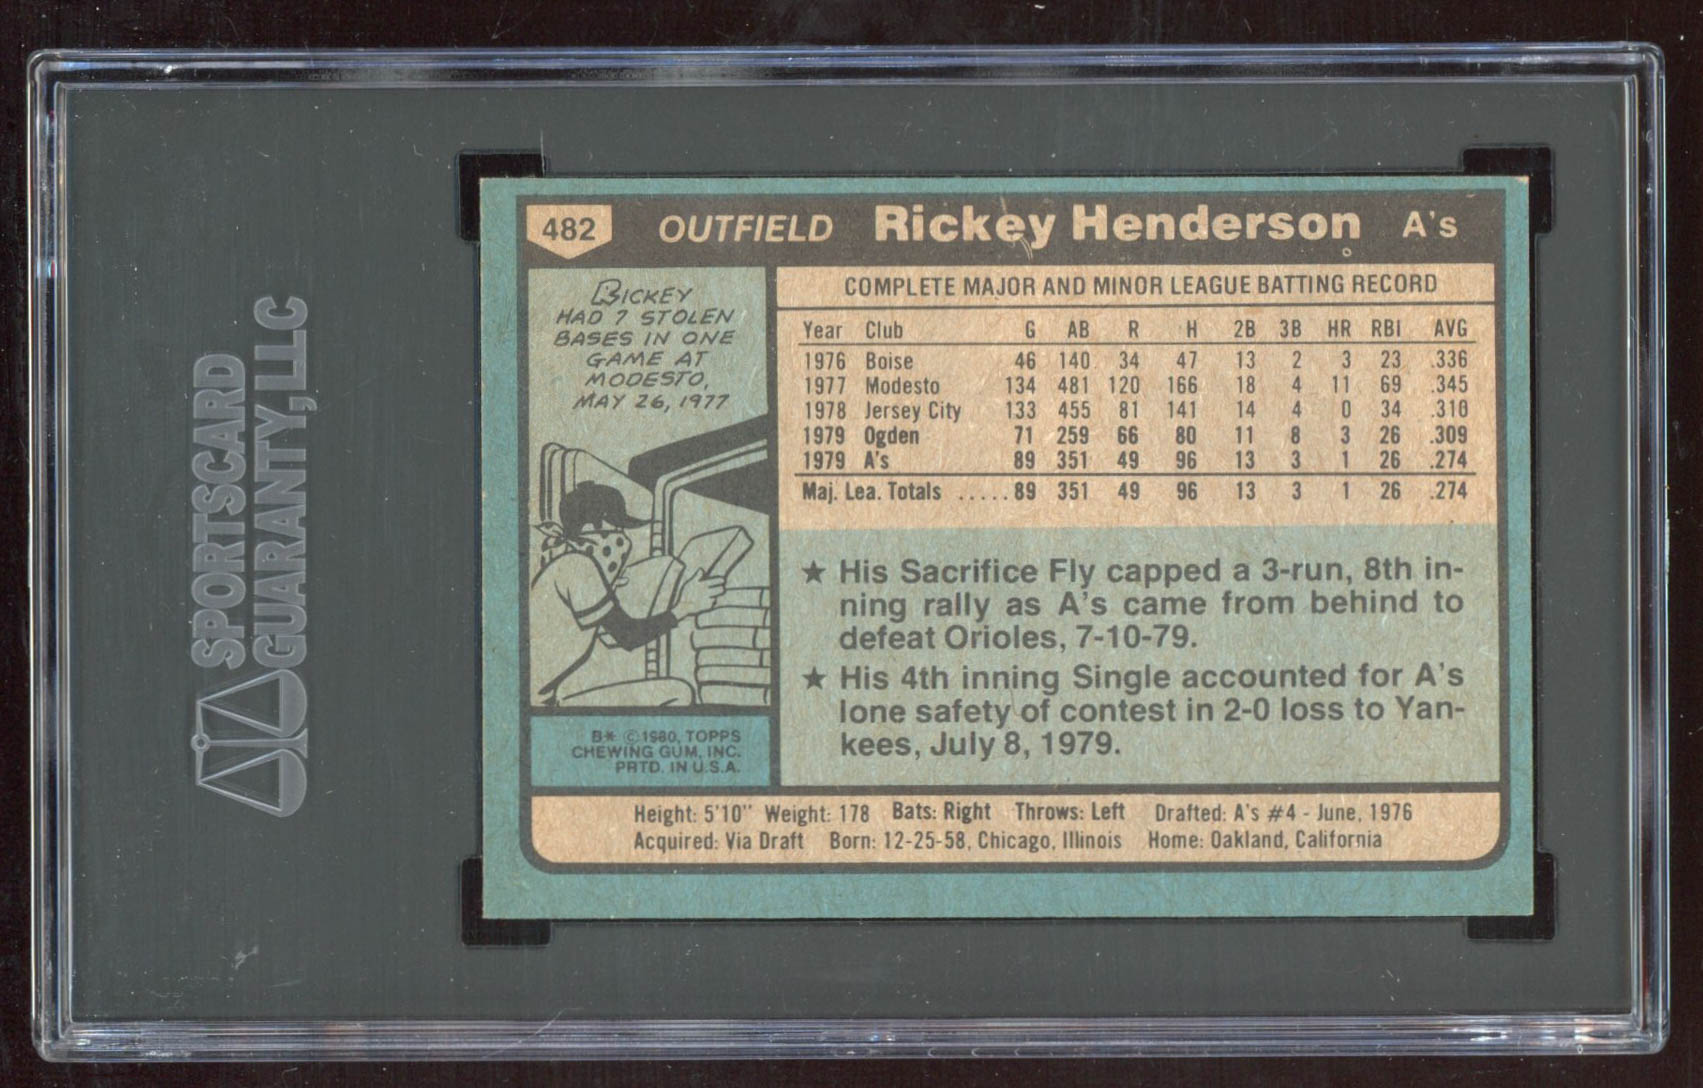 SPORTSCARD
GUARANTY, LLC
482 OUTFIELD Rickey Henderson A's
RICKEY
HAD 7 STOLEN
BASES IN ONE
GAME AT
MODESTO,
MAY 26, 1977
B* © 1980, TOPPS
CHEWING GUM, INC.
PRTD. IN U.S.A.
COMPLETE MAJOR AND MINOR LEAGUE BATTING RECORD
Year Club G AB R H 2B 3B HR RBI AVG
1976 Boise 46 140 34 47 13 2 3 23 .336
1977 Modesto 134 481 120 166 18 4 11 69 .345
1978 Jersey City 133 455 81 141 14 4 0 34 .310
1979 Ogden 71 259 66 80 11 8 3 26 .309
1979 A's 89 351 49 96 13 3 1 26 .274
Maj. Lea. Totals .....89 351 49 96 13 3 1 26 .274
★ His Sacrifice Fly capped a 3-run, 8th in-
ning rally as A's came from behind to
defeat Orioles, 7-10-79.
★ His 4th inning Single accounted for A's
lone safety of contest in 2-0 loss to Yan-
kees, July 8, 1979.
Height: 5'10" Weight: 178 Bats: Right Throws: Left Drafted: A's #4 - June, 1976
Acquired: Via Draft Born: 12-25-58, Chicago, Illinois Home: Oakland, California